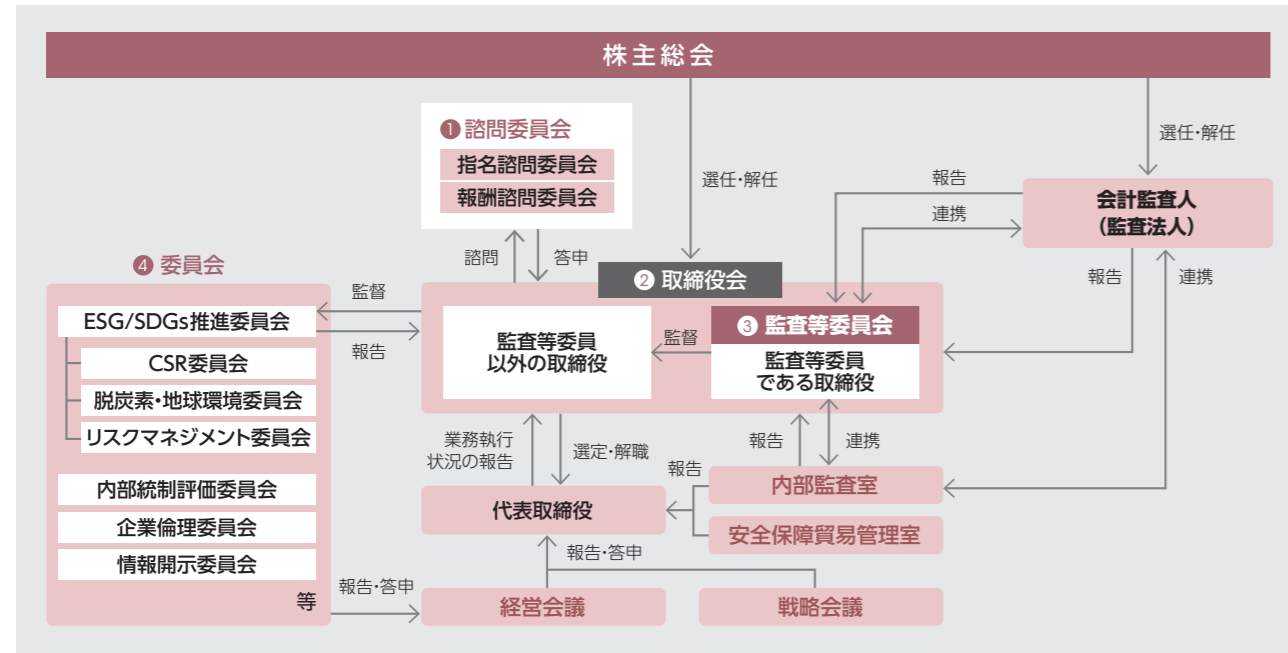 株主総会
❶諮問委員会
指名諮問委員会
報酬諮問委員会
選任・解任
選任・解任
報告
連携
会計監査人
(監査法人)
諮問
答申
報告
連携
❹ 委員会
監督
報告
ESG/SDGs推進委員会
CSR委員会
脱炭素・地球環境委員会
リスクマネジメント委員会
内部統制評価委員会
企業倫理委員会
情報開示委員会
等
❷ 取締役会
監査等委員
以外の取締役
監督
❸ 監査等委員会
監査等委員
である取締役
業務執行
状況の報告
選定・解職
報告
連携
報告
代表取締役
内部監査室
安全保障貿易管理室
報告・答申
報告・答申
経営会議
戦略会議